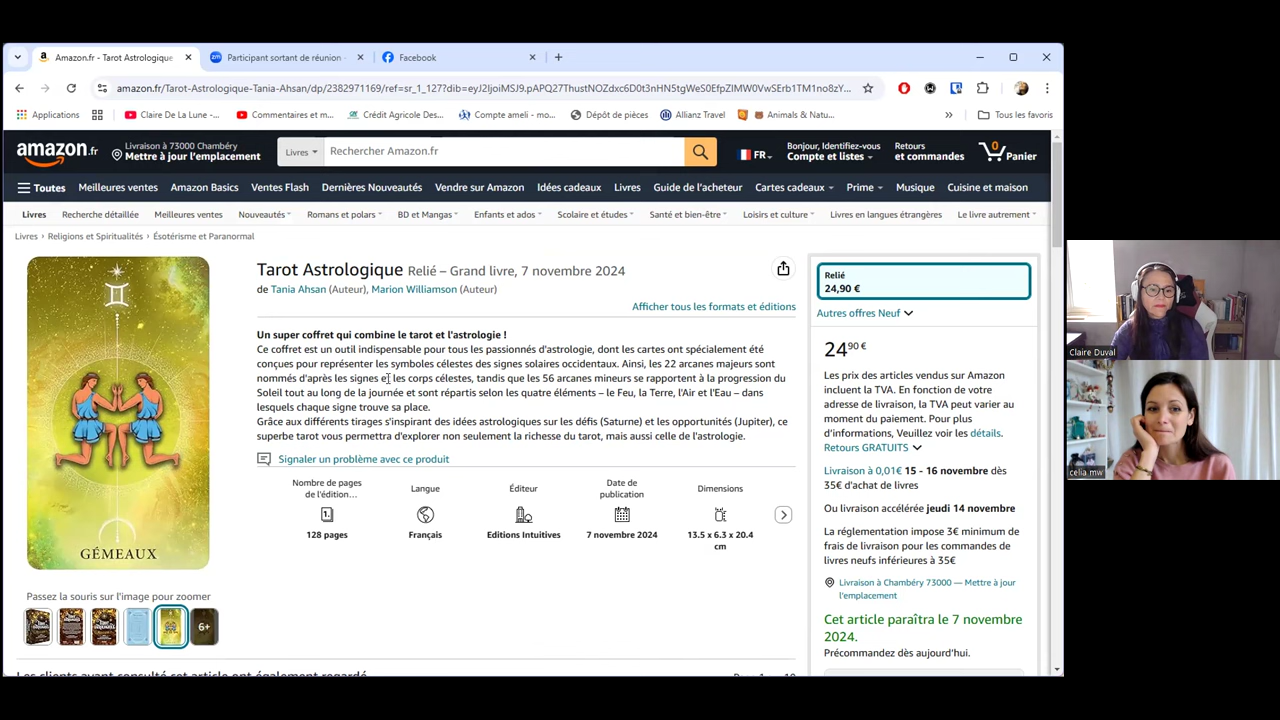 Amazon.fr - Tarot Astrologique
Participant sortant de réunion -
Facebook
amazon.fr/Tarot-Astrologique-Tania-Ahsan/dp/2382971169/ref=sr_1_127?dib=eyJ2IjoiMSJ9.pAPQ27ThustNOZdxc6D0t3nHN5tgWeS0EfpZIMW0VwSErb1TM1no8zY...
Applications
Claire De La Lune -...
Commentaires et m...
Crédit Agricole Des...
Compte ameli - mo...
Dépôt de pièces
Allianz Travel
Animals & Natu...
»
Tous les favoris
amazon.fr
Livraison à 73000 Chambéry
Mettre à jour l'emplacement
Livres
Rechercher Amazon.fr
FR
Bonjour, Identifiez-vous
Compte et listes
Retours
et commandes
0
Panier
Toutes
Meilleures ventes
Amazon Basics
Ventes Flash
Dernières Nouveautés
Vendre sur Amazon
Idées cadeaux
Livres
Guide de l'acheteur
Cartes cadeaux
Prime
Musique
Cuisine et maison
Livres
Recherche détaillée
Meilleures ventes
Nouveautés
Romans et polars
BD et Mangas
Enfants et ados
Scolaire et études
Santé et bien-être
Loisirs et culture
Livres en langues étrangères
Le livre autrement
Livres › Religions et Spiritualités › Ésotérisme et Paranormal
GÉMEAUX
Passez la souris sur l'image pour zoomer
6+
Tarot Astrologique Relié – Grand livre, 7 novembre 2024
de Tania Ahsan (Auteur), Marion Williamson (Auteur)
Afficher tous les formats et éditions
Un super coffret qui combine le tarot et l'astrologie !
Ce coffret est un outil indispensable pour tous les passionnés d'astrologie, dont les cartes ont spécialement été
conçues pour représenter les symboles célestes des signes solaires occidentaux. Ainsi, les 22 arcanes majeurs sont
nommés d'après les signes et les corps célestes, tandis que les 56 arcanes mineurs se rapportent à la progression du
Soleil tout au long de la journée et sont répartis selon les quatre éléments – le Feu, la Terre, l'Air et l'Eau – dans
lesquels chaque signe trouve sa place.
Grâce aux différents tirages s'inspirant des idées astrologiques sur les défis (Saturne) et les opportunités (Jupiter), ce
superbe tarot vous permettra d'explorer non seulement la richesse du tarot, mais aussi celle de l'astrologie.
Signaler un problème avec ce produit
Nombre de pages
de l'édition...
128 pages
Langue
Français
Éditeur
Editions Intuitives
Date de
publication
7 novembre 2024
Dimensions
13.5 x 6.3 x 20.4
cm
Relié
24,90 €
Autres offres Neuf
24,90 €
Les prix des articles vendus sur Amazon
incluent la TVA. En fonction de votre
adresse de livraison, la TVA peut varier au
moment du paiement. Pour plus
d'informations, Veuillez voir les détails.
Retours GRATUITS
Livraison à 0,01€ 15 - 16 novembre dès
35€ d'achat de livres
Ou livraison accélérée jeudi 14 novembre
La réglementation impose 3€ minimum de
frais de livraison pour les commandes de
livres neufs inférieures à 35€
Livraison à Chambéry 73000 — Mettre à jour
l'emplacement
Cet article paraîtra le 7 novembre
2024.
Précommandez dès aujourd'hui.
Claire Duval
celia mw